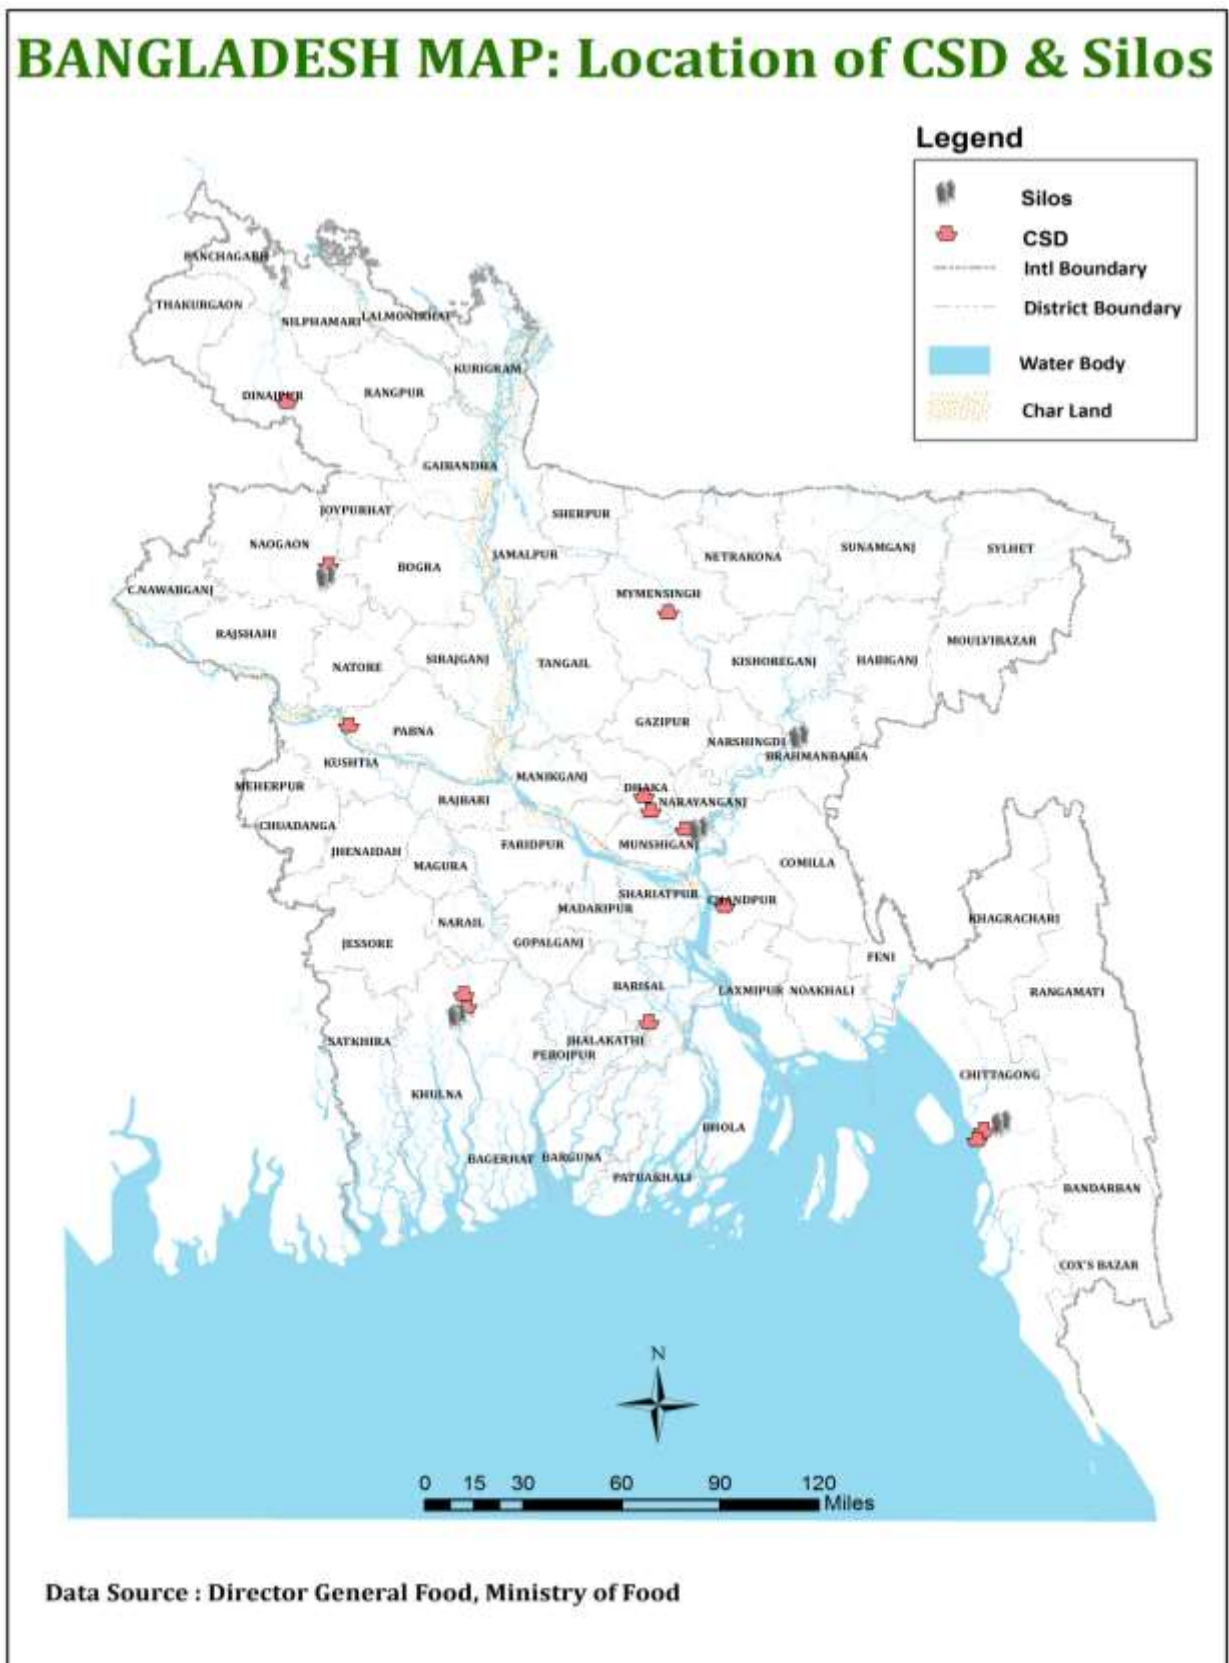 BANGLADESH MAP: Location of CSD & Silos
Legend
Silos
CSD
Intl Boundary
District Boundary
Water Body
Char Land
PANCHAGARH
THAKURGAON
NILPHAMARI
LALMONIRHAT
KURIGRAM
DINAJPUR
RANGPUR
GAIBANDHA
JOYPURHAT
SHERPUR
NAOGAON
JAMALPUR
NETRAKONA
SUNAMGANJ
SYLHET
BOGRA
C.NAWABGANJ
MYMENSINGH
RAJSHAHI
MOULVIBAZAR
NATORE
SIRAJGANJ
TANGAIL
KISHOREGANJ
HABIGANJ
GAZIPUR
PABNA
NARSHINGDI
BRAHMANBARIA
KUSHTIA
MEHERPUR
MANIKGANJ
DHAKA
RAJBARI
NARAYANGANJ
CHUADANGA
JHENAIDAH
MAGURA
FARIDPUR
MUNSHIGANJ
COMILLA
SHARIATPUR
CHANDPUR
MADARIPUR
NARAIL
KHAGRACHARI
JESSORE
GOPALGANJ
FENI
BARISAL
LAXMIPUR
NOAKHALI
RANGAMATI
SATKHIRA
JHALAKATHI
PEROJPUR
CHITTAGONG
KHULNA
BHOLA
BAGERHAT
BARGUNA
PATUAKHALI
BANDARBAN
COX'S BAZAR
N
0 15 30 60 90 120
Miles
Data Source : Director General Food, Ministry of Food